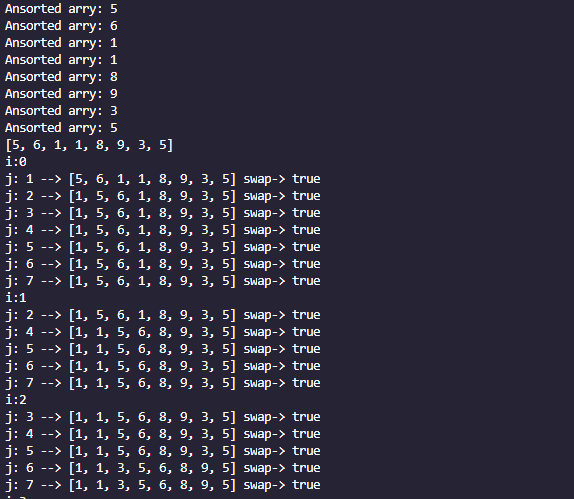 Ansorted arry: 5
Ansorted arry: 6
Ansorted arry: 1
Ansorted arry: 1
Ansorted arry: 8
Ansorted arry: 9
Ansorted arry: 3
Ansorted arry: 5
[5, 6, 1, 1, 8, 9, 3, 5]
i:0
j: 1 --> [5, 6, 1, 1, 8, 9, 3, 5] swap-> true
j: 2 --> [1, 5, 6, 1, 8, 9, 3, 5] swap-> true
j: 3 --> [1, 5, 6, 1, 8, 9, 3, 5] swap-> true
j: 4 --> [1, 5, 6, 1, 8, 9, 3, 5] swap-> true
j: 5 --> [1, 5, 6, 1, 8, 9, 3, 5] swap-> true
j: 6 --> [1, 5, 6, 1, 8, 9, 3, 5] swap-> true
j: 7 --> [1, 5, 6, 1, 8, 9, 3, 5] swap-> true
i:1
j: 2 --> [1, 5, 6, 1, 8, 9, 3, 5] swap-> true
j: 4 --> [1, 1, 5, 6, 8, 9, 3, 5] swap-> true
j: 5 --> [1, 1, 5, 6, 8, 9, 3, 5] swap-> true
j: 6 --> [1, 1, 5, 6, 8, 9, 3, 5] swap-> true
j: 7 --> [1, 1, 5, 6, 8, 9, 3, 5] swap-> true
i:2
j: 3 --> [1, 1, 5, 6, 8, 9, 3, 5] swap-> true
j: 4 --> [1, 1, 5, 6, 8, 9, 3, 5] swap-> true
j: 5 --> [1, 1, 5, 6, 8, 9, 3, 5] swap-> true
j: 6 --> [1, 1, 3, 5, 6, 8, 9, 5] swap-> true
j: 7 --> [1, 1, 3, 5, 6, 8, 9, 5] swap-> true